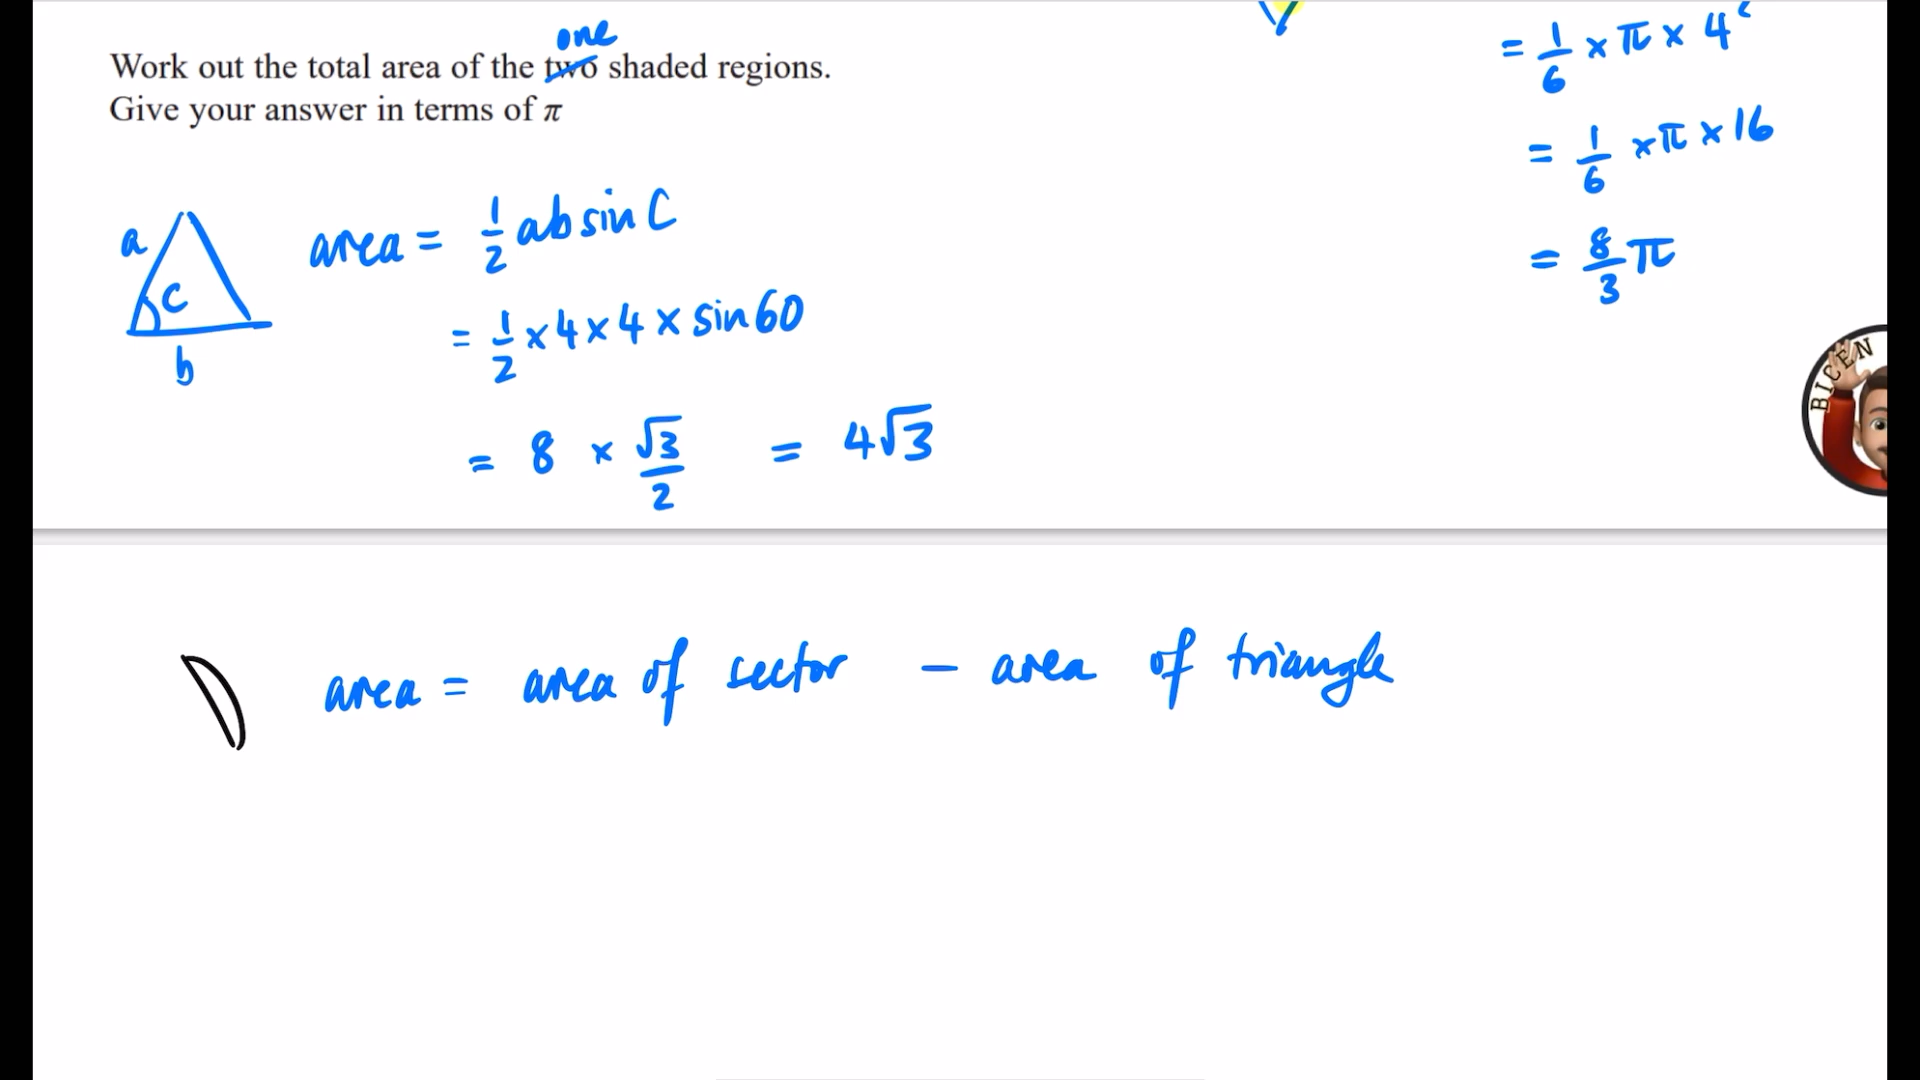 one
Work out the total area of the two shaded regions.
Give your answer in terms of π
a
C
b
area = 1/2 ab sin C
= 1/2 × 4 × 4 × sin 60
= 8 × √3/2 = 4√3
= 1/6 × π × 4²
= 1/6 × π × 16
= 8/3 π
BICEN
area = area of sector − area of triangle